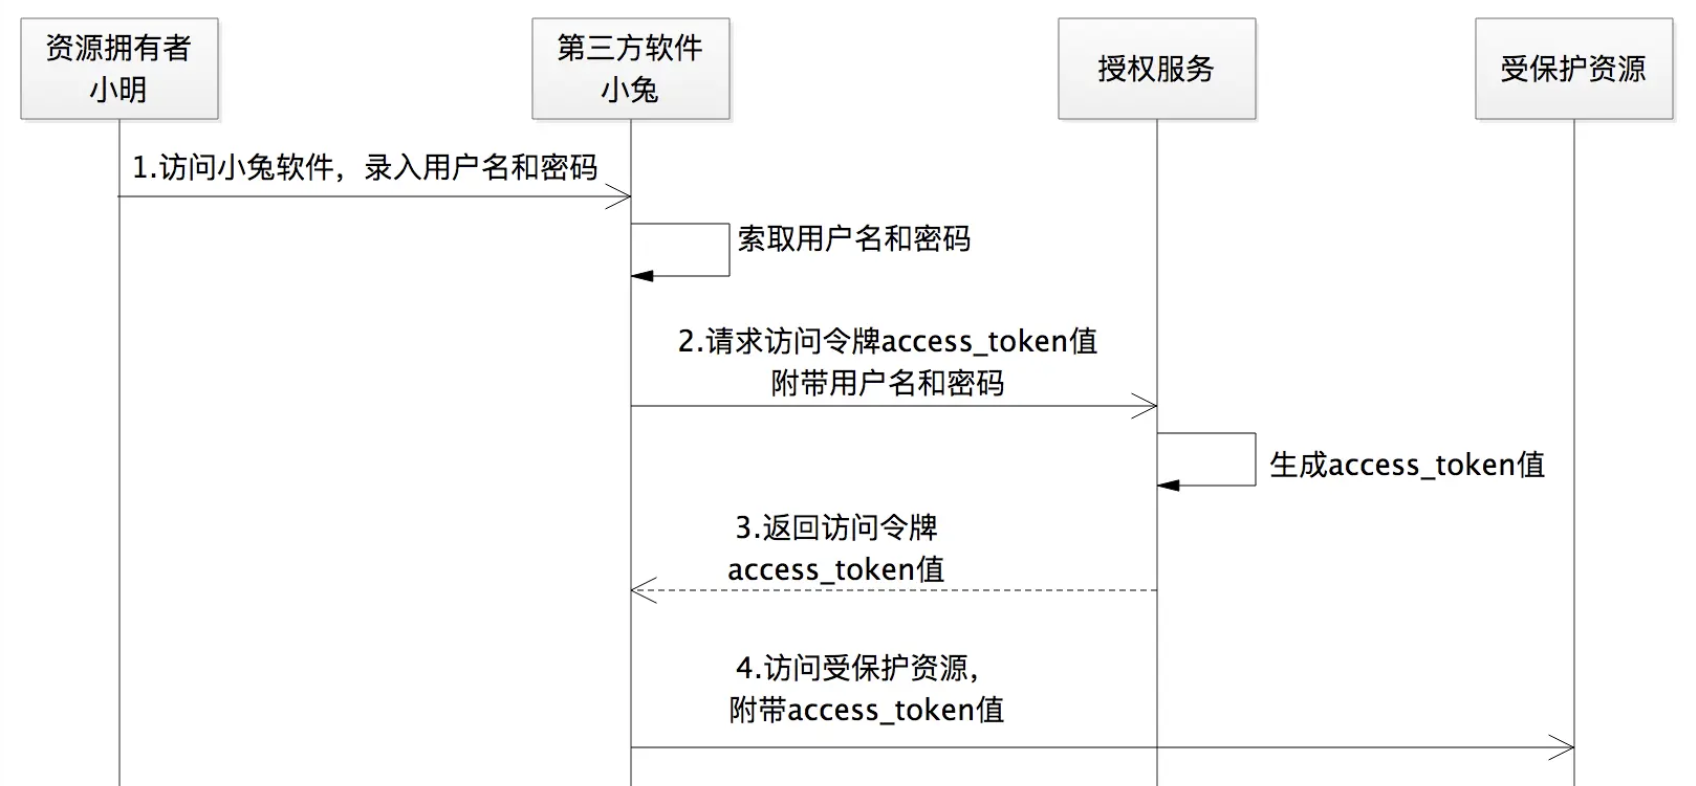 资源拥有者
小明
第三方软件
小兔
授权服务
受保护资源
1.访问小兔软件，录入用户名和密码
索取用户名和密码
2.请求访问令牌access_token值
附带用户名和密码
生成access_token值
3.返回访问令牌
access_token值
4.访问受保护资源，
附带access_token值